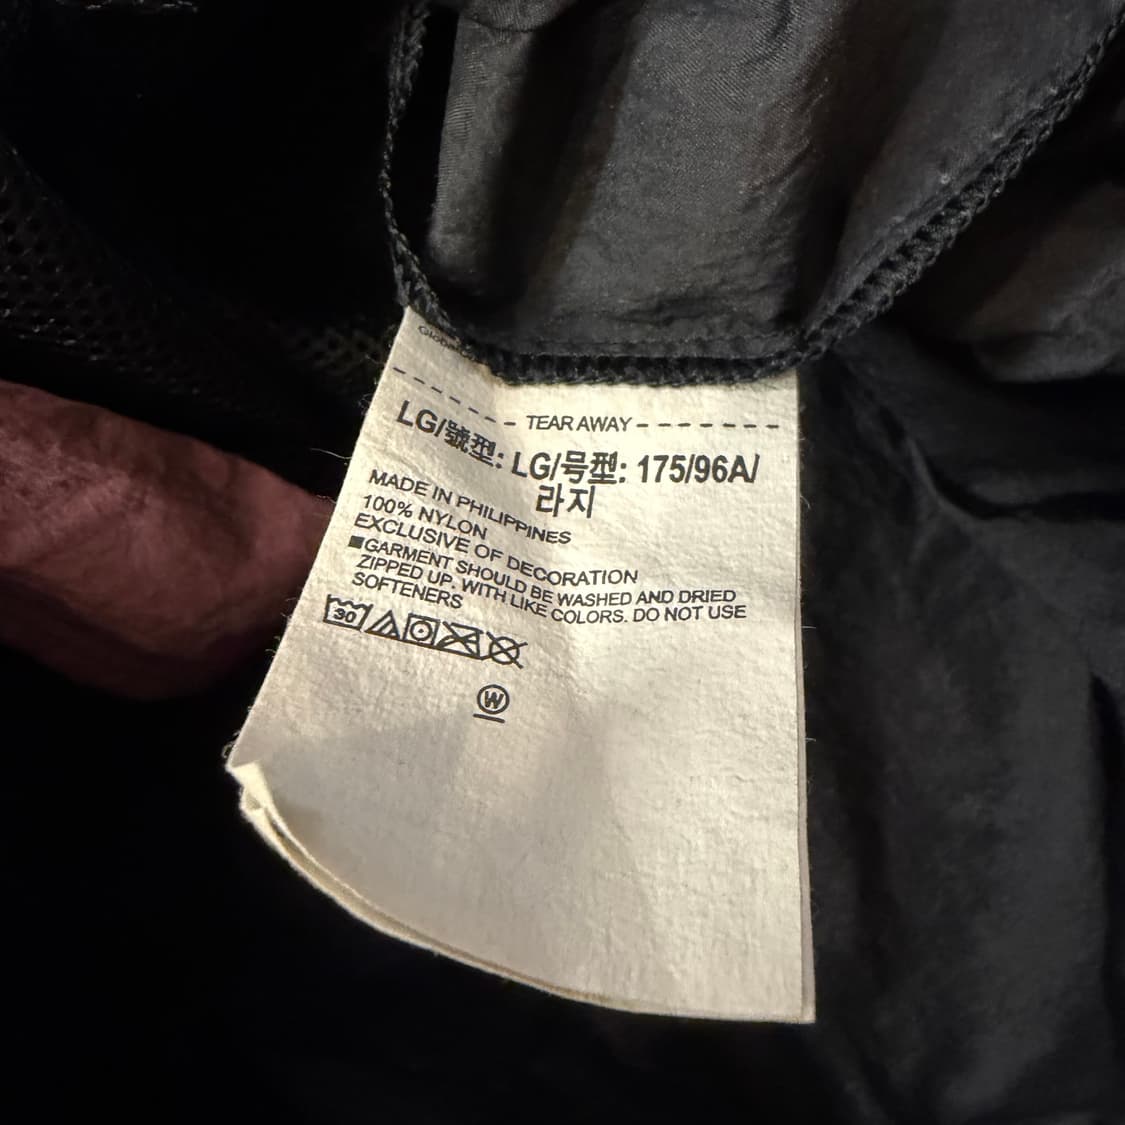 TEAR AWAY
LG/號型: LG/号型: 175/96A/
라지
MADE IN PHILIPPINES
100% NYLON
EXCLUSIVE OF DECORATION
■GARMENT SHOULD BE WASHED AND DRIED
ZIPPED UP. WITH LIKE COLORS. DO NOT USE
SOFTENERS
30
W